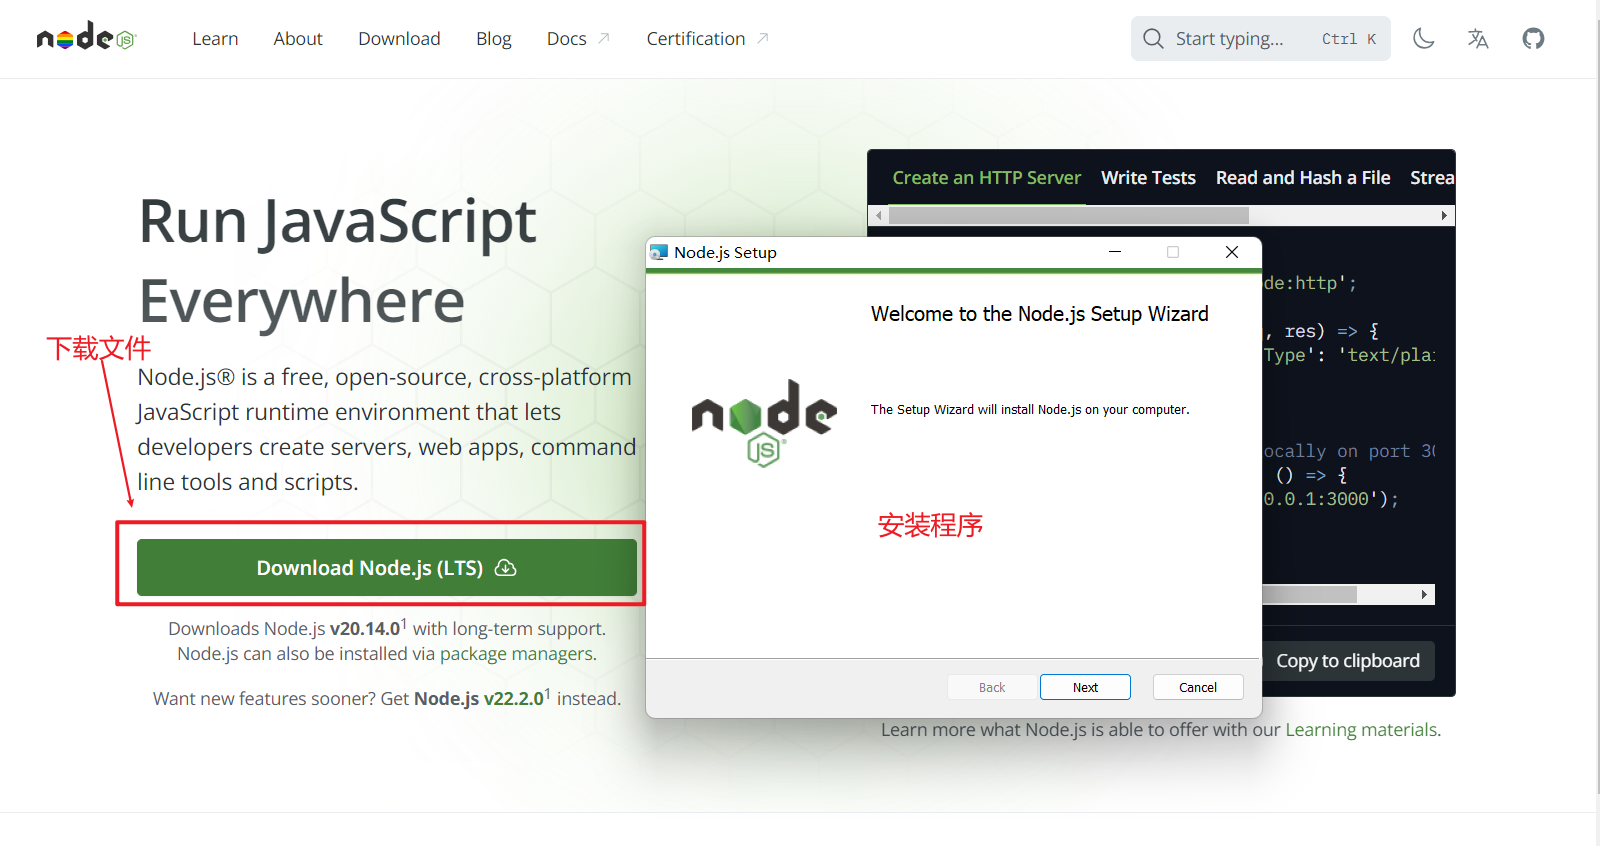 node JS
Learn
About
Download
Blog
Docs
Certification
Start typing...
Ctrl K
Run JavaScript
Everywhere
下载文件
Node.js® is a free, open-source, cross-platform
JavaScript runtime environment that lets
developers create servers, web apps, command
line tools and scripts.
Download Node.js (LTS)
Downloads Node.js v20.14.0¹ with long-term support.
Node.js can also be installed via package managers.
Want new features sooner? Get Node.js v22.2.0¹ instead.
Create an HTTP Server
Write Tests
Read and Hash a File
Strea
de:http';
, res) => {
Type': 'text/plai
ocally on port 30
() => {
0.0.1:3000');
Copy to clipboard
Learn more what Node.js is able to offer with our Learning materials.
Node.js Setup
Welcome to the Node.js Setup Wizard
node JS
The Setup Wizard will install Node.js on your computer.
安装程序
Back
Next
Cancel